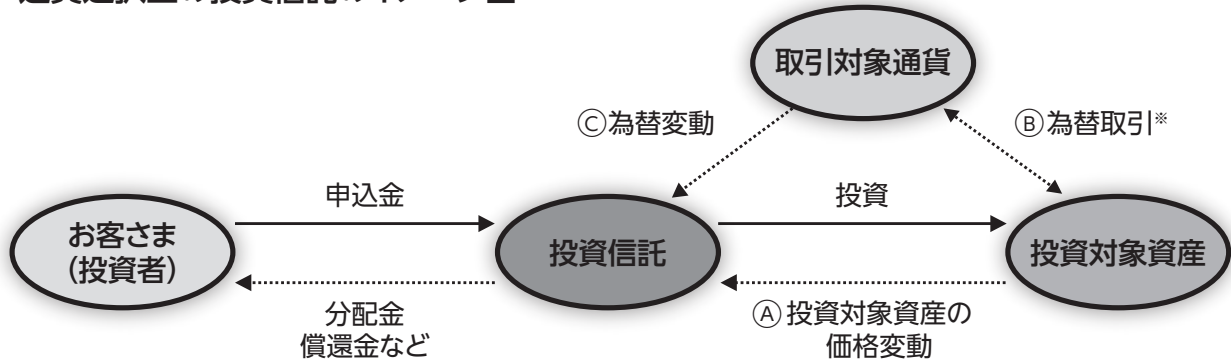 取引対象通貨
Ⓒ為替変動
Ⓑ為替取引※
申込金
投資
お客さま
(投資者)
投資信託
投資対象資産
分配金
償還金など
Ⓐ投資対象資産の
価格変動